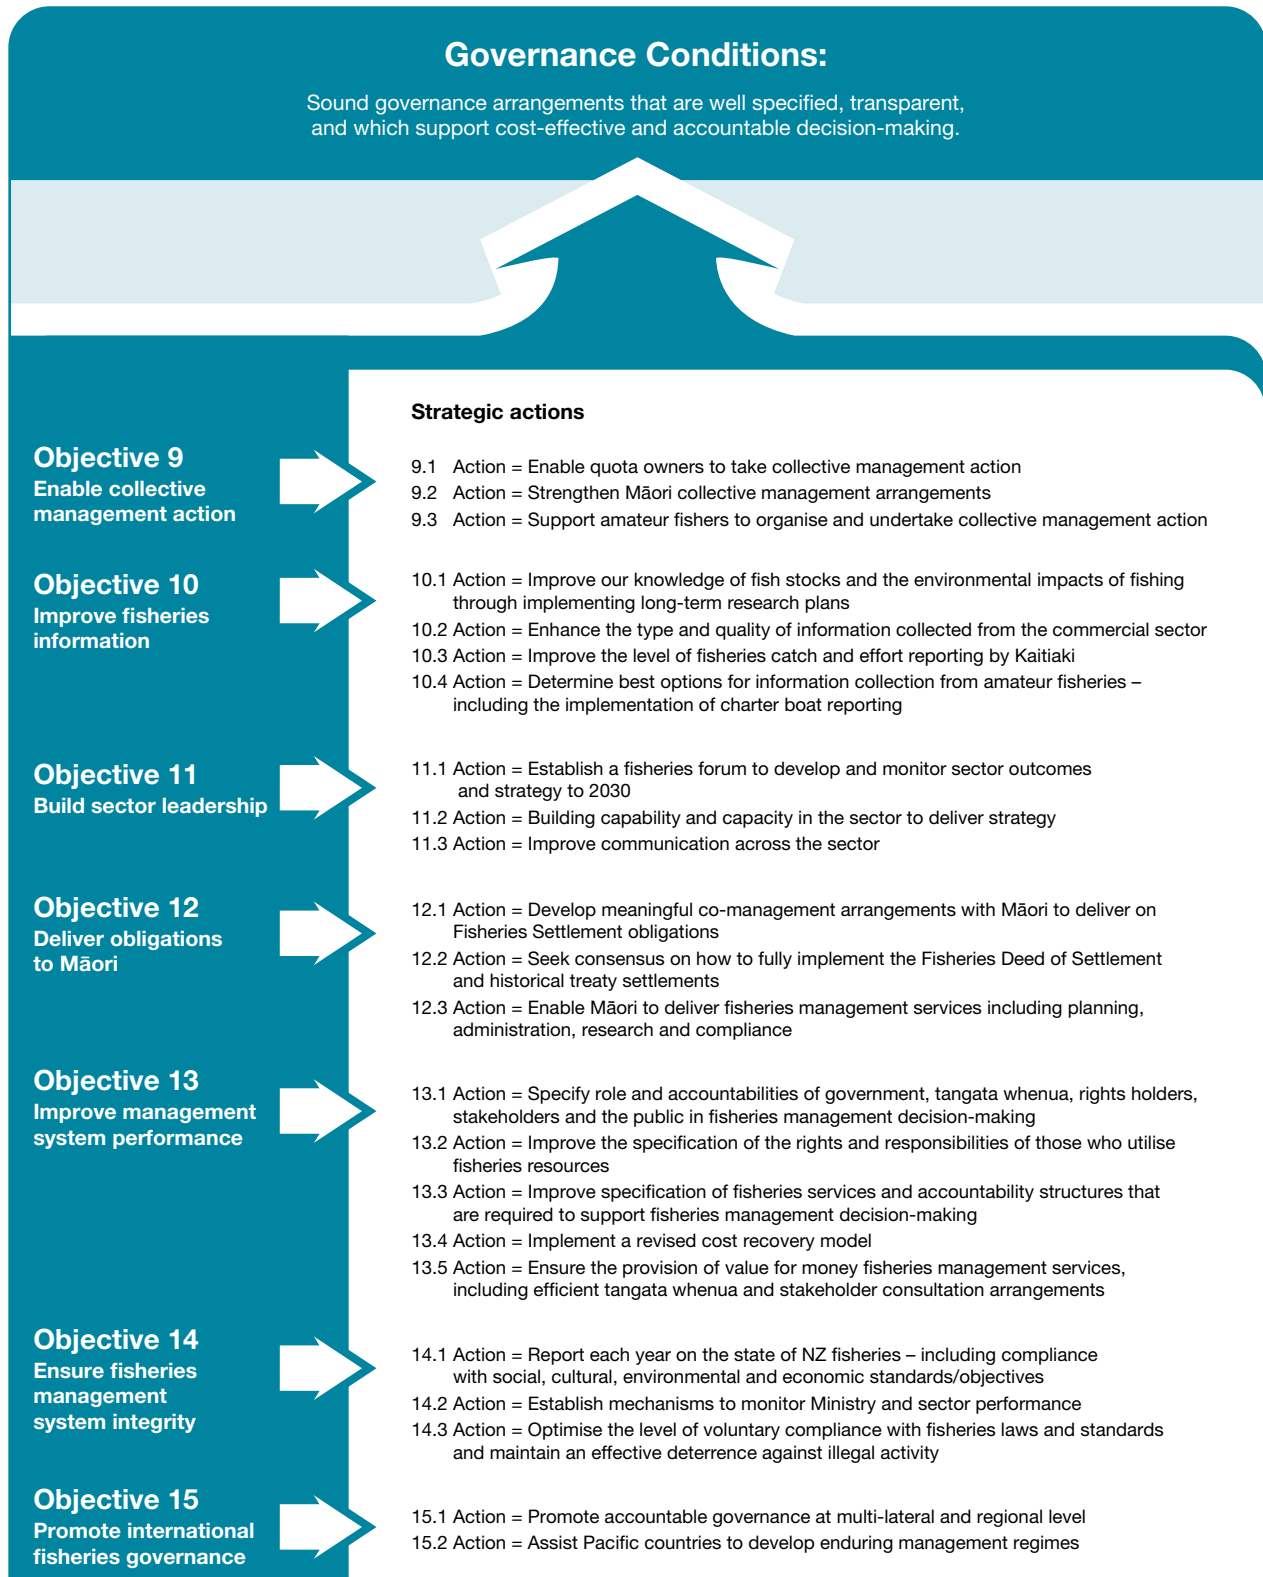 Governance Conditions:
Sound governance arrangements that are well specified, transparent,
and which support cost-effective and accountable decision-making.
Strategic actions
Objective 9
Enable collective
management action
9.1 Action = Enable quota owners to take collective management action
9.2 Action = Strengthen Māori collective management arrangements
9.3 Action = Support amateur fishers to organise and undertake collective management action
Objective 10
Improve fisheries
information
10.1 Action = Improve our knowledge of fish stocks and the environmental impacts of fishing
through implementing long-term research plans
10.2 Action = Enhance the type and quality of information collected from the commercial sector
10.3 Action = Improve the level of fisheries catch and effort reporting by Kaitiaki
10.4 Action = Determine best options for information collection from amateur fisheries –
including the implementation of charter boat reporting
Objective 11
Build sector leadership
11.1 Action = Establish a fisheries forum to develop and monitor sector outcomes
and strategy to 2030
11.2 Action = Building capability and capacity in the sector to deliver strategy
11.3 Action = Improve communication across the sector
Objective 12
Deliver obligations
to Māori
12.1 Action = Develop meaningful co-management arrangements with Māori to deliver on
Fisheries Settlement obligations
12.2 Action = Seek consensus on how to fully implement the Fisheries Deed of Settlement
and historical treaty settlements
12.3 Action = Enable Māori to deliver fisheries management services including planning,
administration, research and compliance
Objective 13
Improve management
system performance
13.1 Action = Specify role and accountabilities of government, tangata whenua, rights holders,
stakeholders and the public in fisheries management decision-making
13.2 Action = Improve the specification of the rights and responsibilities of those who utilise
fisheries resources
13.3 Action = Improve specification of fisheries services and accountability structures that
are required to support fisheries management decision-making
13.4 Action = Implement a revised cost recovery model
13.5 Action = Ensure the provision of value for money fisheries management services,
including efficient tangata whenua and stakeholder consultation arrangements
Objective 14
Ensure fisheries
management
system integrity
14.1 Action = Report each year on the state of NZ fisheries – including compliance
with social, cultural, environmental and economic standards/objectives
14.2 Action = Establish mechanisms to monitor Ministry and sector performance
14.3 Action = Optimise the level of voluntary compliance with fisheries laws and standards
and maintain an effective deterrence against illegal activity
Objective 15
Promote international
fisheries governance
15.1 Action = Promote accountable governance at multi-lateral and regional level
15.2 Action = Assist Pacific countries to develop enduring management regimes